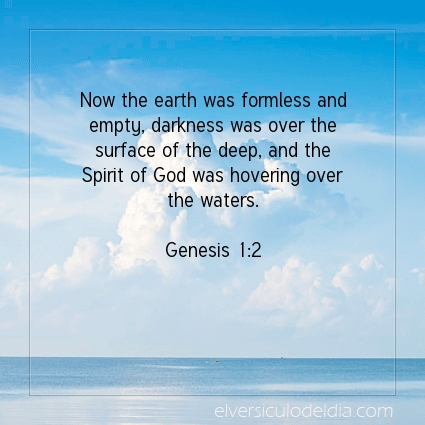 Now the earth was formless and
empty, darkness was over the
surface of the deep, and the
Spirit of God was hovering over
the waters.
Genesis 1:2
elversiculodeldia.com